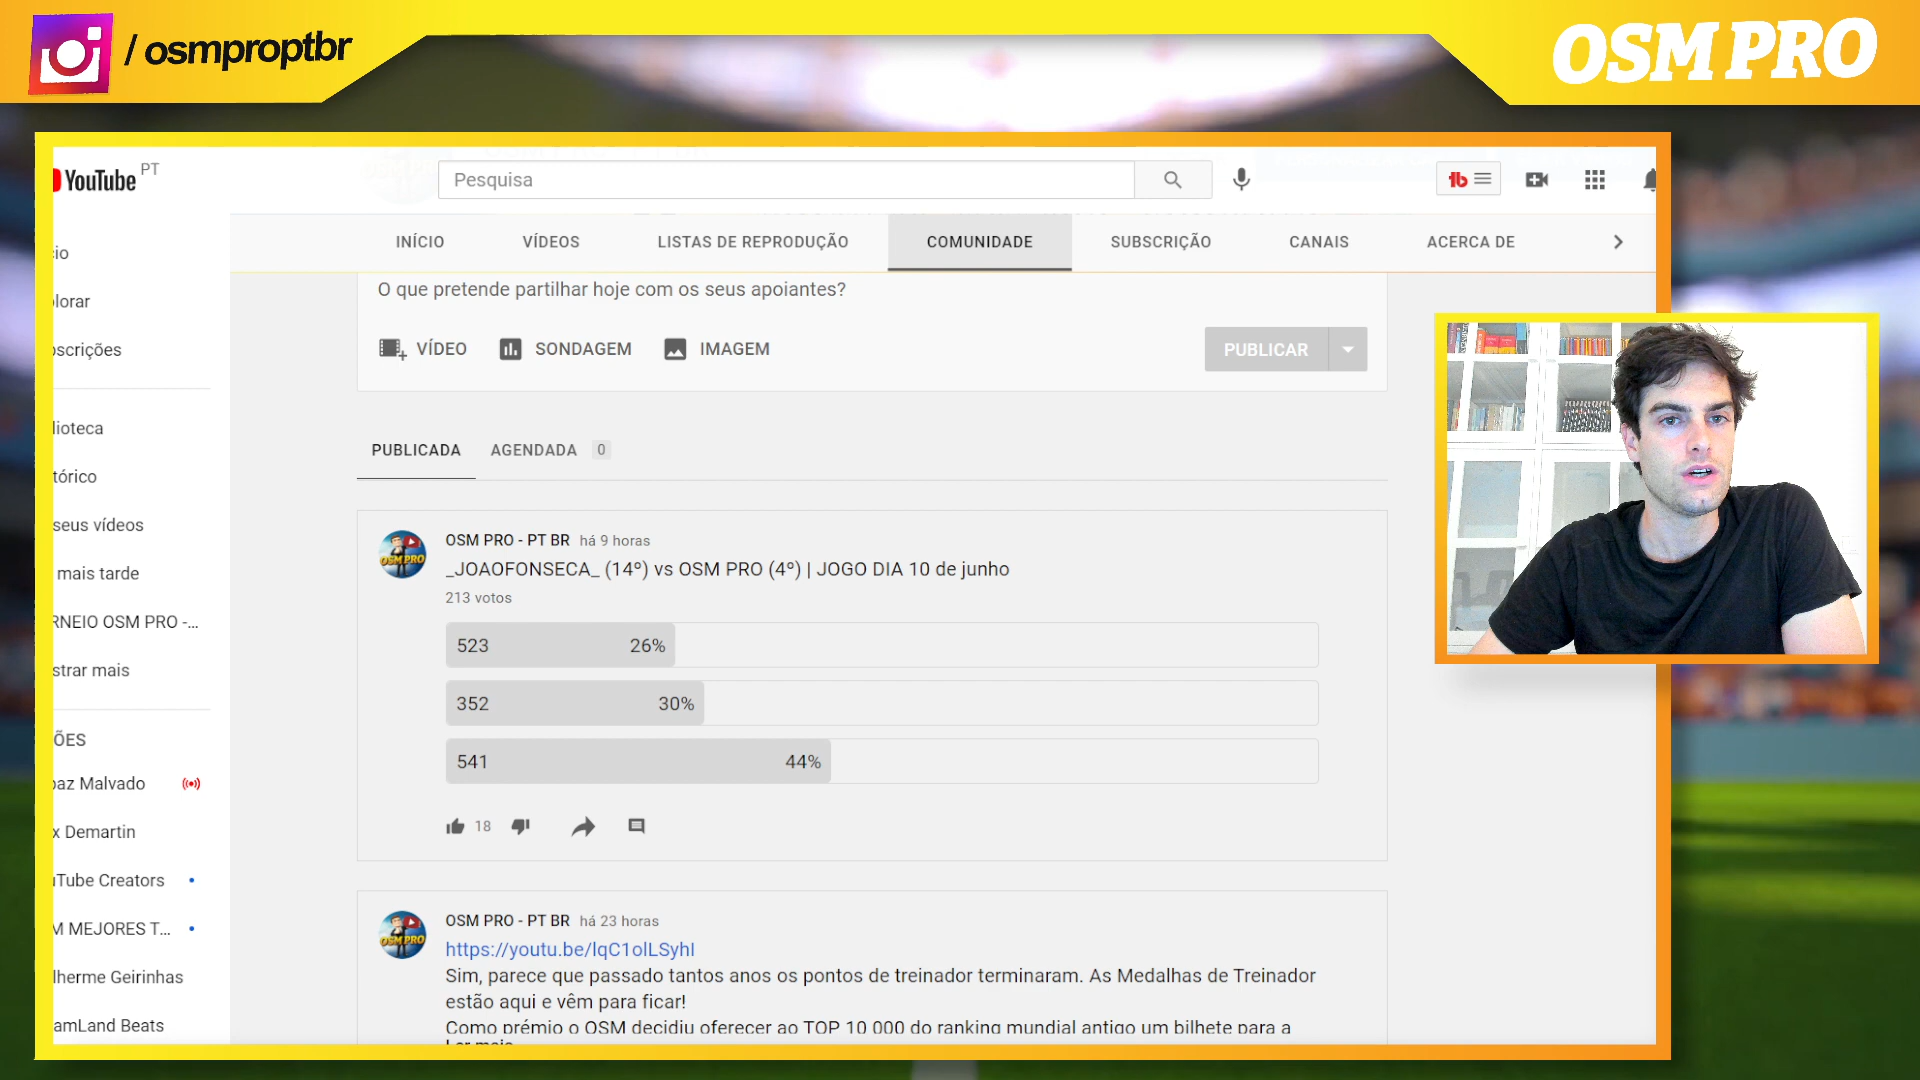 / osmproptbr
OSM PRO
YouTube PT
Pesquisa
INÍCIO VÍDEOS LISTAS DE REPRODUÇÃO COMUNIDADE SUBSCRIÇÃO CANAIS ACERCA DE
O que pretende partilhar hoje com os seus apoiantes?
VÍDEO SONDAGEM IMAGEM PUBLICAR
PUBLICADA AGENDADA 0
OSM PRO - PT BR há 9 horas
_JOAOFONSECA_ (14º) vs OSM PRO (4º) | JOGO DIA 10 de junho
213 votos
523 26%
352 30%
541 44%
18
OSM PRO - PT BR há 23 horas
https://youtu.be/lqC1oILSyhI
Sim, parece que passado tantos anos os pontos de treinador terminaram. As Medalhas de Treinador
estão aqui e vêm para ficar!
Como prémio o OSM decidiu oferecer ao TOP 10 000 do ranking mundial antigo um bilhete para a
Ler mais
io
lorar
scrições
lioteca
tórico
seus vídeos
mais tarde
RNEIO OSM PRO -...
strar mais
ÕES
az Malvado
x Demartin
Tube Creators
M MEJORES T...
lherme Geirinhas
amLand Beats